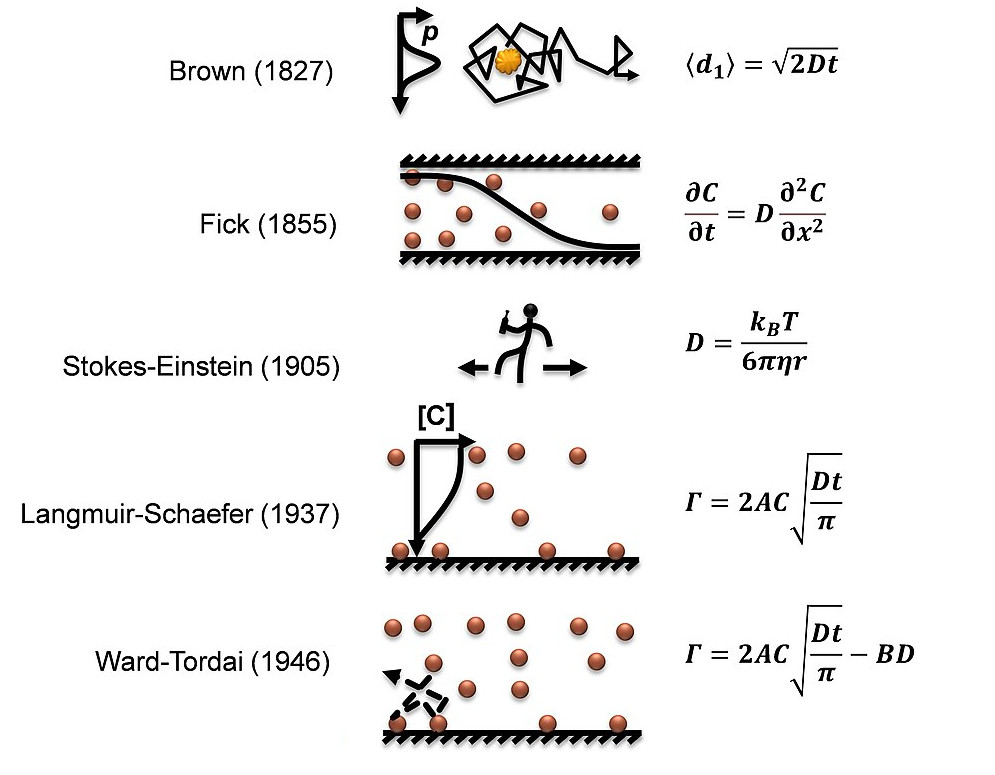 Brown (1827)
p
⟨d₁⟩ = √2Dt
Fick (1855)
∂C/∂t = D ∂²C/∂x²
Stokes-Einstein (1905)
D = k_BT/6πηr
[C]
Langmuir-Schaefer (1937)
Γ = 2AC √Dt/π
Ward-Tordai (1946)
Γ = 2AC √Dt/π − BD